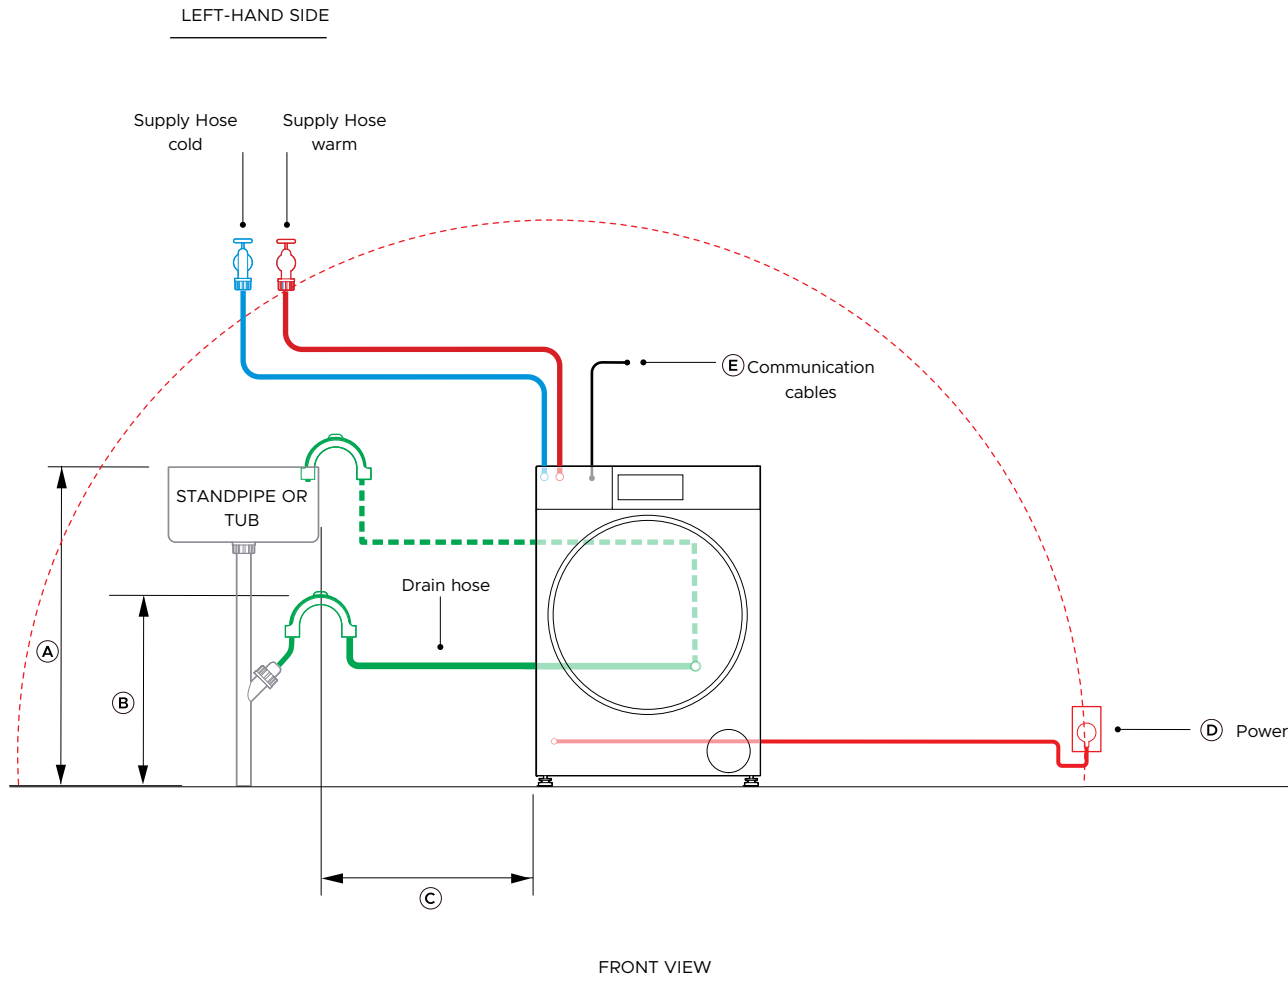 LEFT-HAND SIDE
Supply Hose
cold
Supply Hose
warm
E Communication
cables
STANDPIPE OR
TUB
Drain hose
A
B
D Power
C
FRONT VIEW